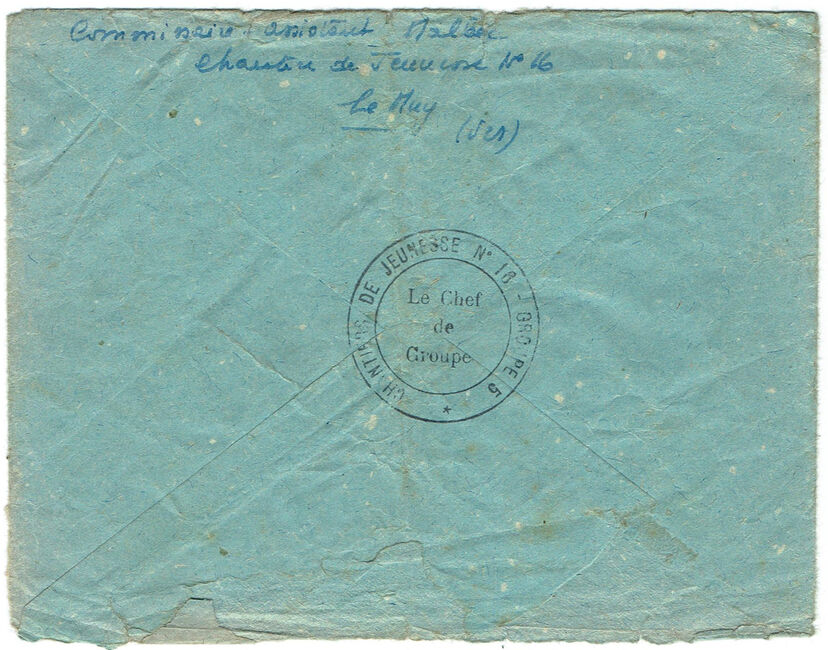 Commissaire assistant
Chantier de Jeunesse N° 16
Le Muy
(Var)
CHANTIERS DE JEUNESSE N° 16 - GROUPE 5
Le Chef
de
Groupe
*